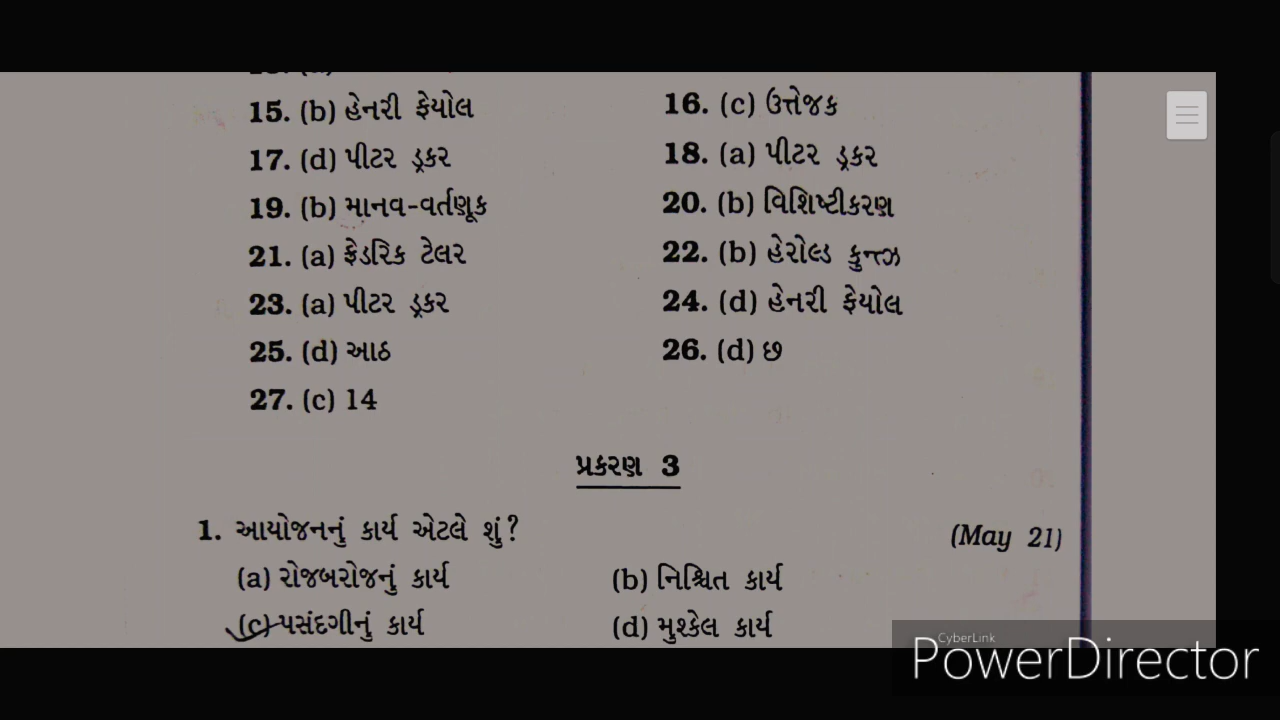 15. (b) હેનરી ફેયોલ 16. (c) ઉત્તેજક
17. (d) પીટર ડ્રકર 18. (a) પીટર ડ્રકર
19. (b) માનવ-વર્તણૂક 20. (b) વિશિષ્ટીકરણ
21. (a) ફ્રેડરિક ટેલર 22. (b) હેરોલ્ડ કુન્ત્ઝ
23. (a) પીટર ડ્રકર 24. (d) હેનરી ફેયોલ
25. (d) આઠ 26. (d) છ
27. (c) 14
પ્રકરણ 3
1. આયોજનનું કાર્ય એટલે શું? (May 21)
(a) રોજબરોજનું કાર્ય (b) નિશ્ચિત કાર્ય
(c) પસંદગીનું કાર્ય (d) મુશ્કેલ કાર્ય
CyberLink
PowerDirector